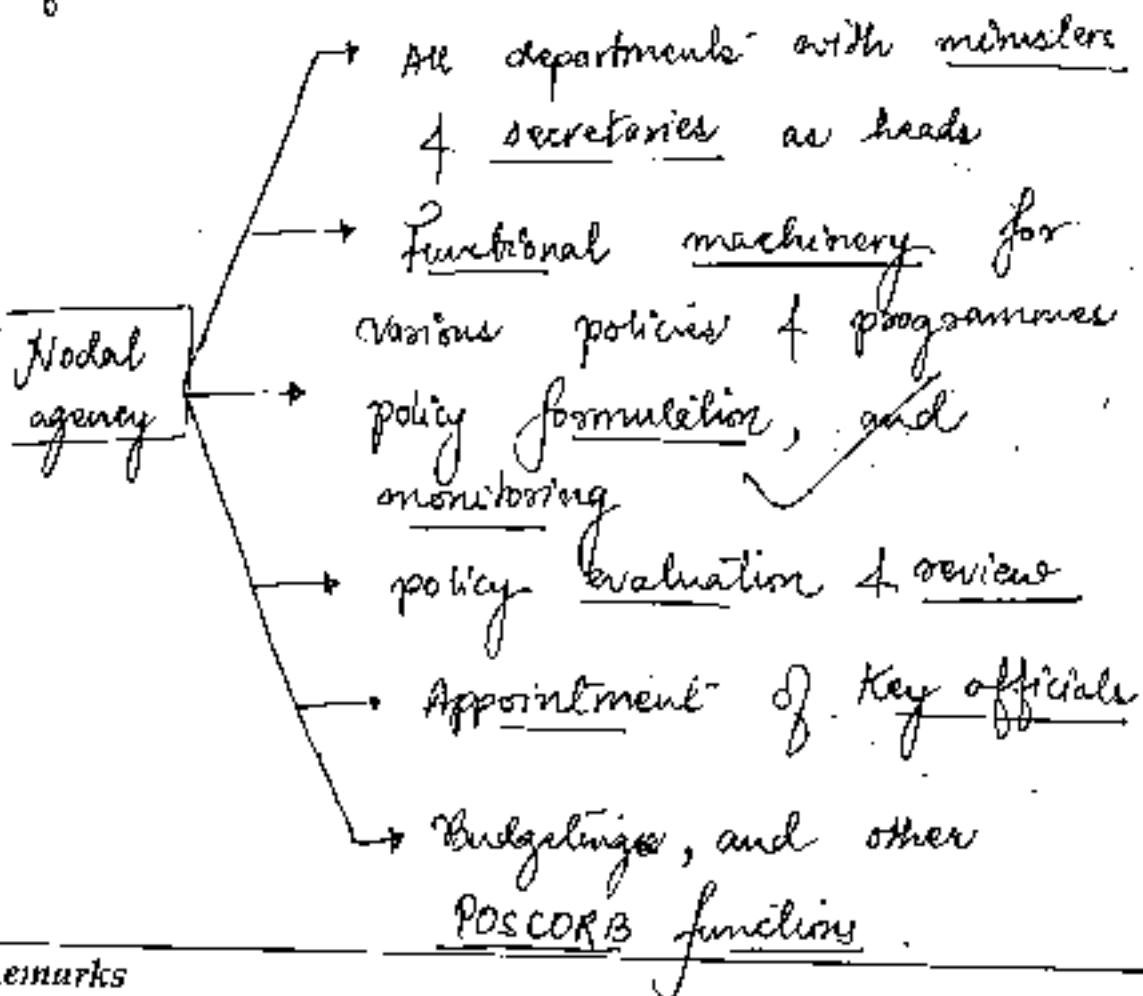 All departments with ministers
& secretaries as heads
Functional machinery for
various policies & programmes
Nodal
agency
policy formulation, and
monitoring
policy evaluation & review
Appointment of Key officials
Budgeting, and other
POSCORB functions
emarks